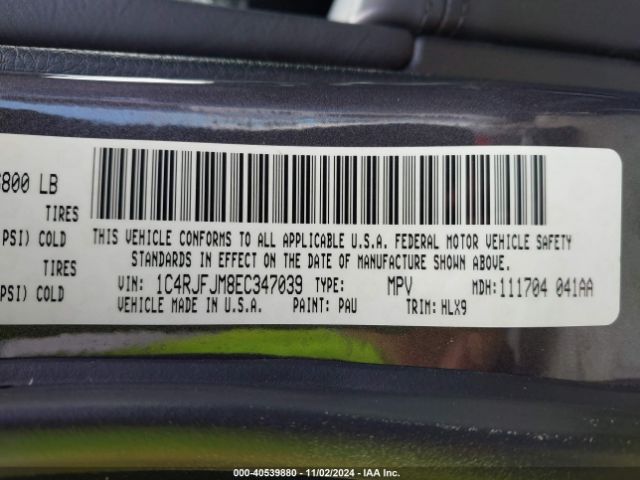 800 LB
TIRES
PSI) COLD
TIRES
PSI) COLD
THIS VEHICLE CONFORMS TO ALL APPLICABLE U.S.A. FEDERAL MOTOR VEHICLE SAFETY
STANDARDS IN EFFECT ON THE DATE OF MANUFACTURE SHOWN ABOVE.
VIN: 1C4RJFJM8EC347039 TYPE: MPV MDH: 111704 041AA
VEHICLE MADE IN U.S.A. PAINT: PAU TRIM: HLX9
000-40539880 - 11/02/2024 - IAA Inc.